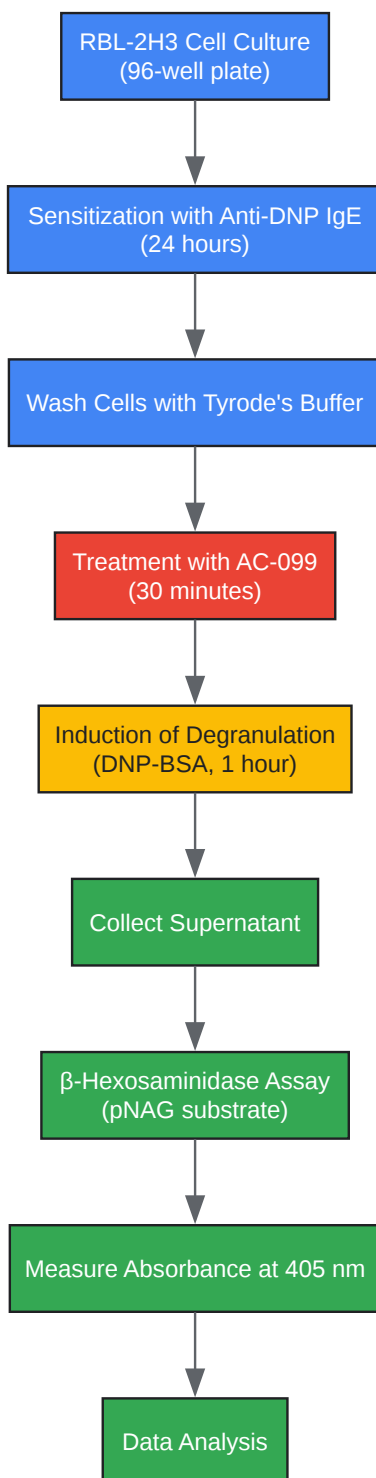 RBL-2H3 Cell Culture
(96-well plate)
Sensitization with Anti-DNP IgE
(24 hours)
Wash Cells with Tyrode's Buffer
Treatment with AC-099
(30 minutes)
Induction of Degranulation
(DNP-BSA, 1 hour)
Collect Supernatant
β-Hexosaminidase Assay
(pNAG substrate)
Measure Absorbance at 405 nm
Data Analysis